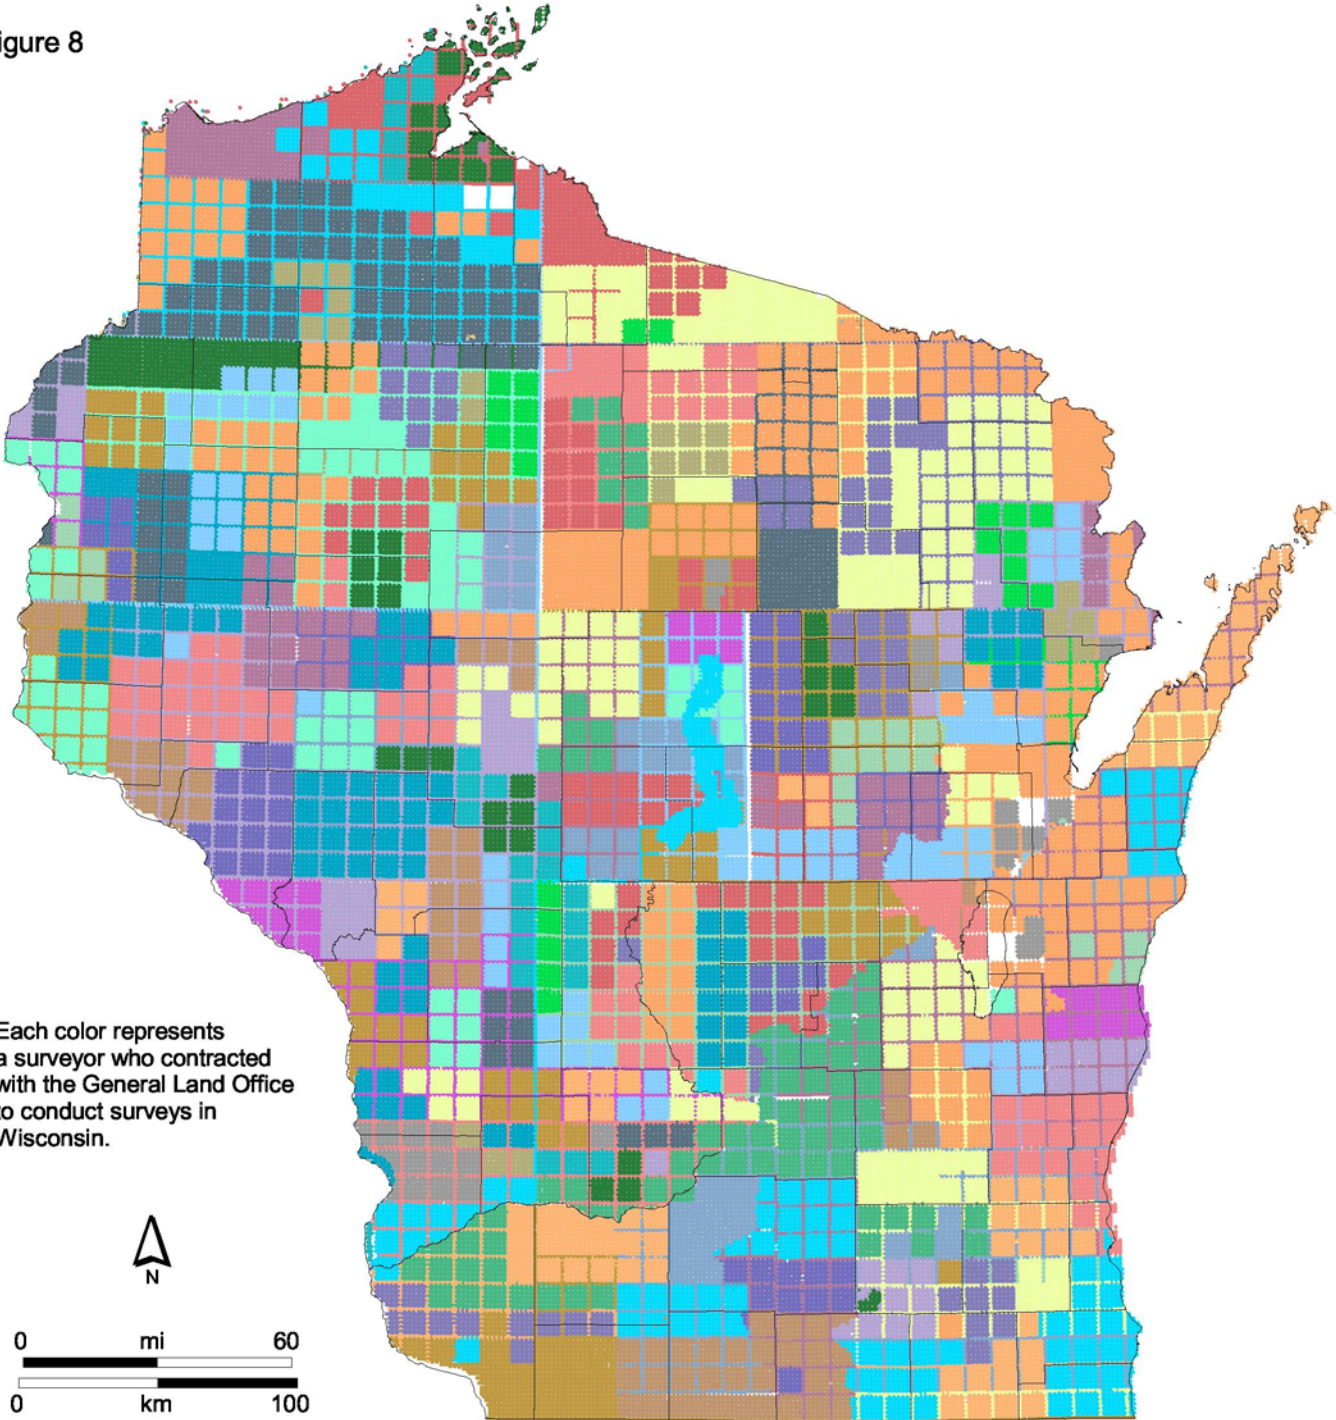 igure 8
Each color represents
a surveyor who contracted
with the General Land Office
to conduct surveys in
Wisconsin.
N
0 mi 60
0 km 100